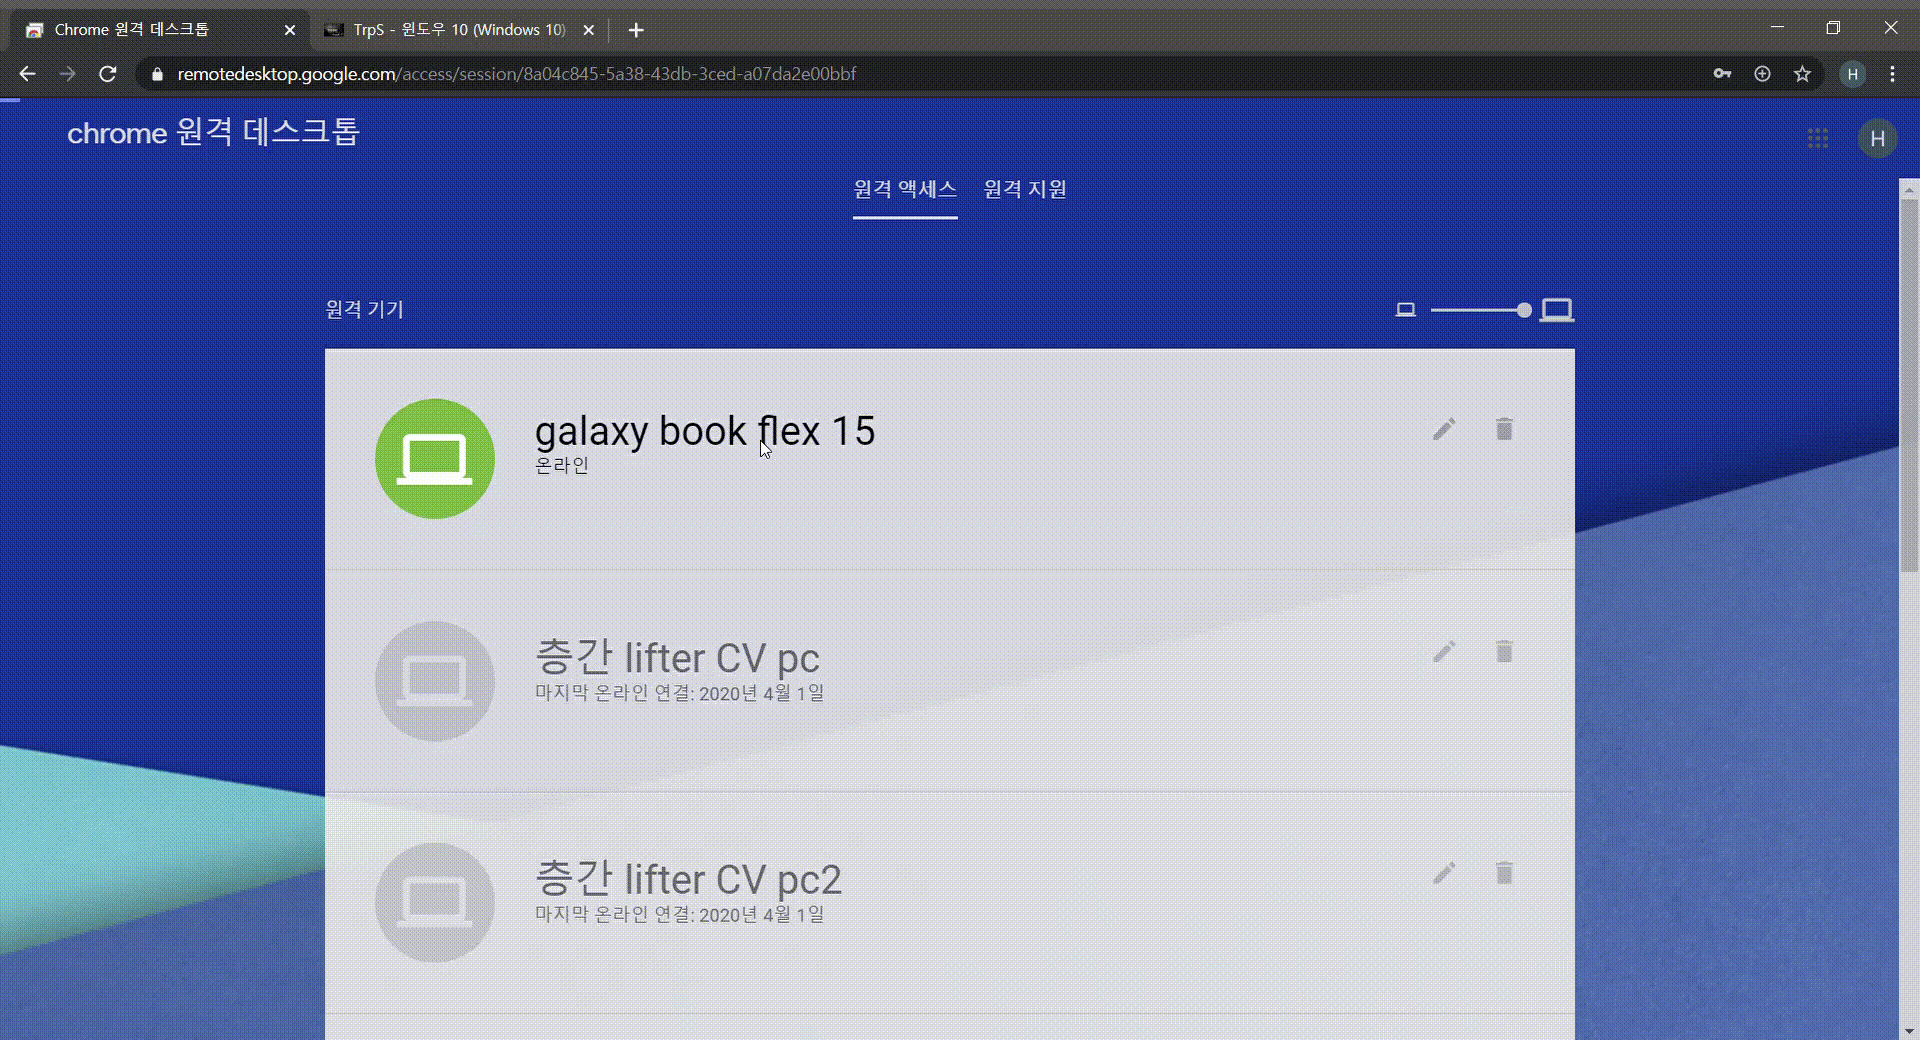 Chrome 원격 데스크톱
TrpS - 윈도우 10 (Windows 10)
remotedesktop.google.com/access/session/8a04c845-5a38-43db-3ced-a07da2e00bbf
H
chrome 원격 데스크톱
H
원격 액세스 원격 지원
원격 기기
galaxy book flex 15
온라인
층간 lifter CV pc
마지막 온라인 연결: 2020년 4월 1일
층간 lifter CV pc2
마지막 온라인 연결: 2020년 4월 1일